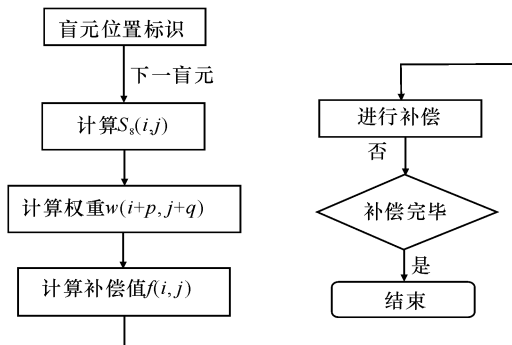 盲元位置标识
下一盲元
计算S₈(i,j)
计算权重w(i+p,j+q)
计算补偿值f(i,j)
进行补偿
否
补偿完毕
是
结束